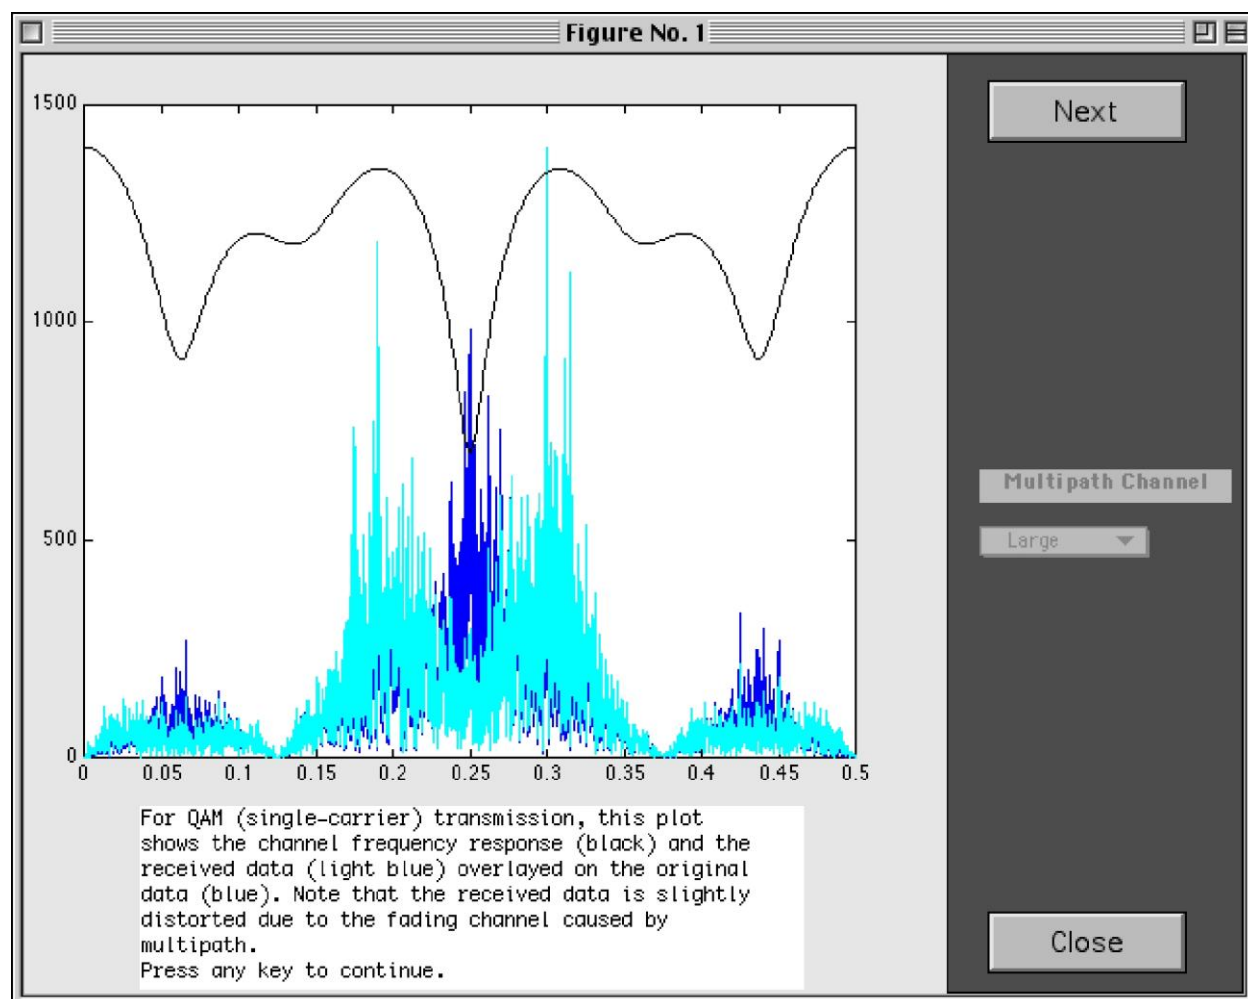 Figure No. 1
Next
1500
1000
500
0
0 0.05 0.1 0.15 0.2 0.25 0.3 0.35 0.4 0.45 0.5
Multipath Channel
Large
For QAM (single-carrier) transmission, this plot
shows the channel frequency response (black) and the
received data (light blue) overlayed on the original
data (blue). Note that the received data is slightly
distorted due to the fading channel caused by
multipath.
Press any key to continue.
Close